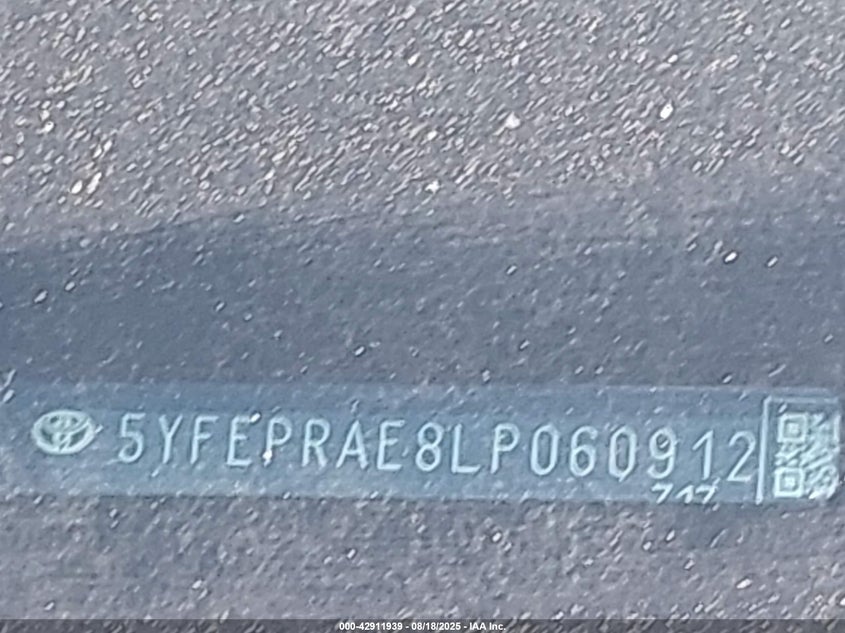 5YFEPRAE8LP060912
000-42911939 - 08/18/2025 - IAA Inc.